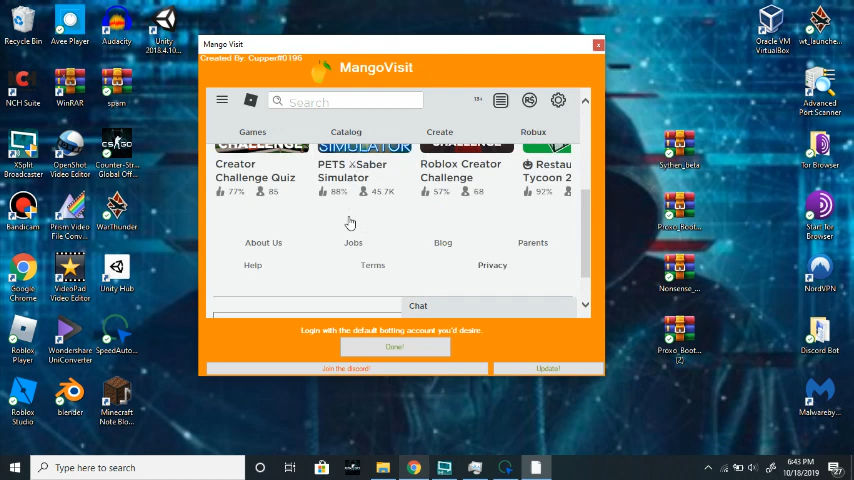 Recycle Bin
Avee Player
Audacity
Unity 2018.4.10...
NCH Suite
WinRAR
spam
XSplit Broadcaster
OpenShot Video Editor
Counter-Str... Global Off...
Bandicam
Prism Video File Conv...
WarThunder
Google Chrome
VideoPad Video Editor
Unity Hub
Roblox Player
Wondershare UniConverter
SpeedAuto...
Roblox Studio
blender
Minecraft Note Blo...
Mango Visit
x
Created By. Cupper#0196
MangoVisit
Search
13+
R$
Games
Catalog
Create
Robux
CHALLENGE
SIMULATOR
CHALLENGE
Creator Challenge Quiz
PETS ⚔Saber Simulator
Roblox Creator Challenge
🎃 Restau Tycoon 2
77%
85
88%
45.7K
57%
68
92%
About Us
Jobs
Blog
Parents
Help
Terms
Privacy
Chat
Login with the default botting account you'd desire.
Done!
Join the discord!
Update!
Oracle VM VirtualBox
wt_launche...
Advanced Port Scanner
Sythen_beta
Tor Browser
Proxo_Boot...
Start Tor Browser
Nonsense_...
NordVPN
Proxo_Boot... (2)
Discord Bot
Malwareby...
Type here to search
6:43 PM
10/18/2019
27